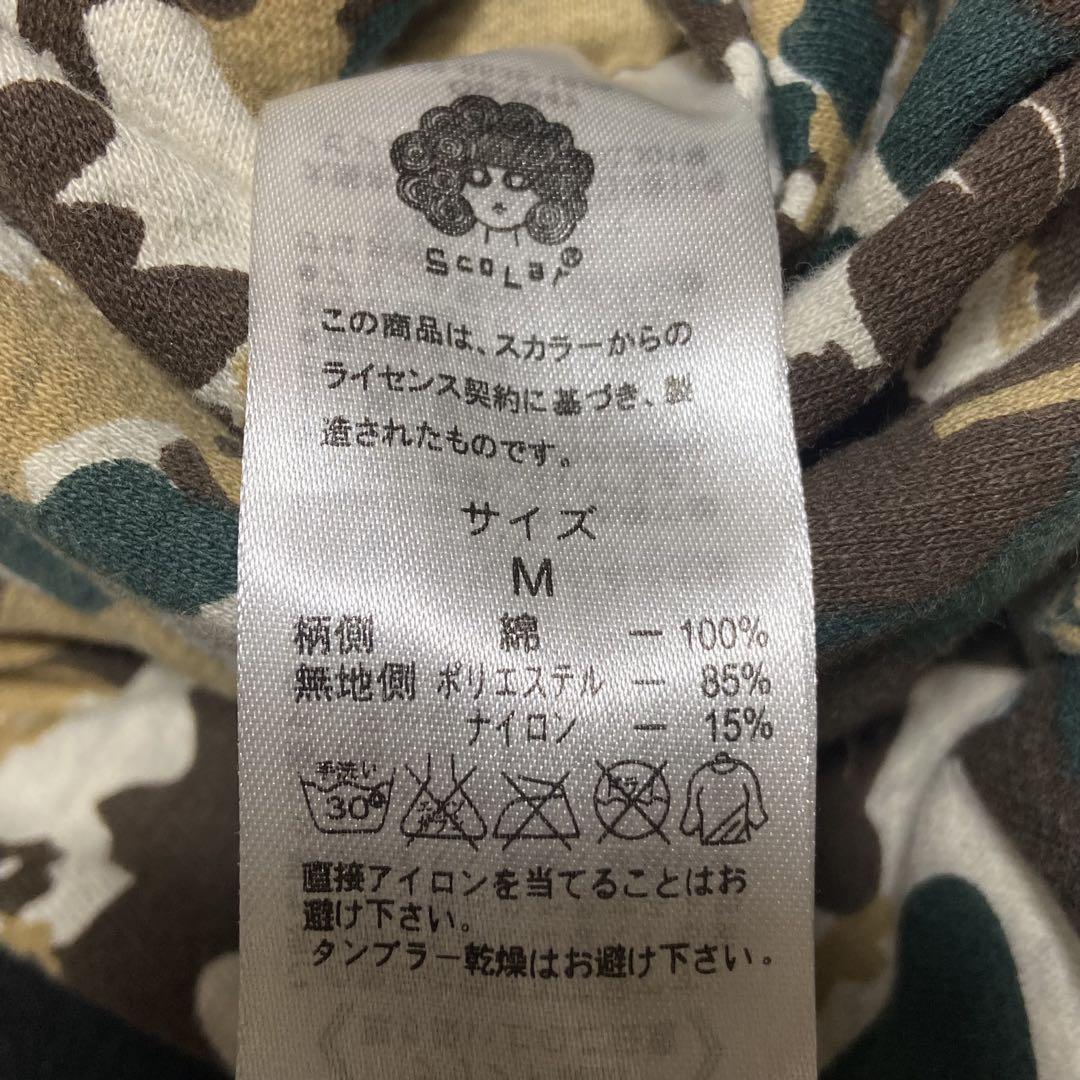 ScoLar®
この商品は、スカラーからの
ライセンス契約に基づき、製
造されたものです。
サイズ
M
柄側 綿 — 100%
無地側 ポリエステル — 85%
ナイロン — 15%
手洗い
30
直接アイロンを当てることはお
避け下さい。
タンブラー乾燥はお避け下さい。